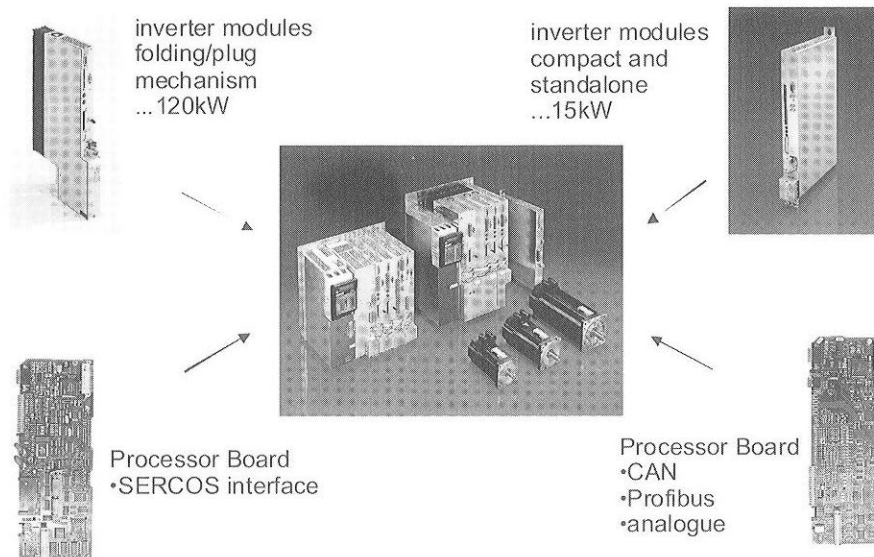 inverter modules
folding/plug
mechanism
...120kW
inverter modules
compact and
standalone
...15kW
Processor Board
•SERCOS interface
Processor Board
•CAN
•Profibus
•analogue